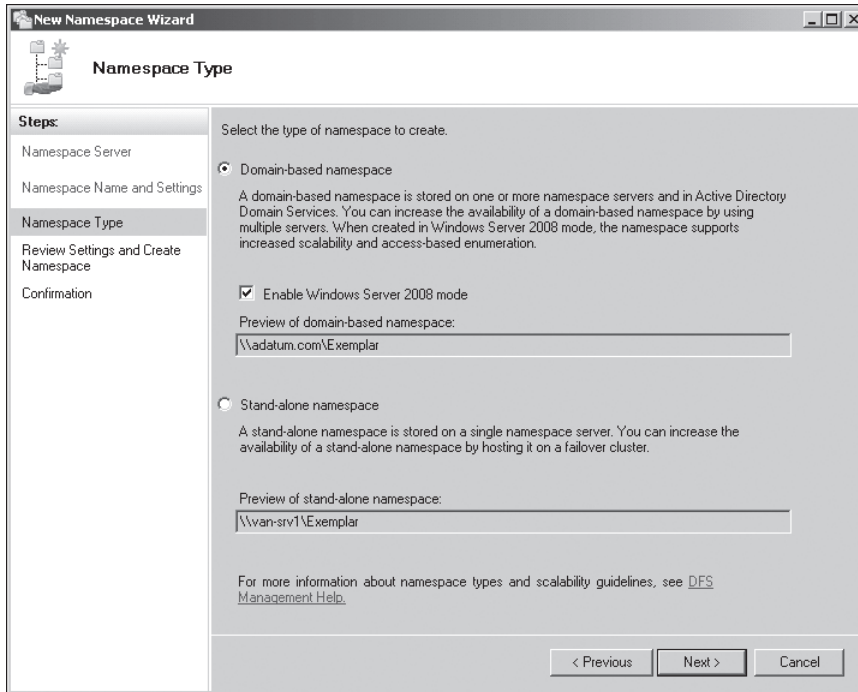 New Namespace Wizard
Namespace Type
Steps:
Namespace Server
Namespace Name and Settings
Namespace Type
Review Settings and Create
Namespace
Confirmation
Select the type of namespace to create.
Domain-based namespace
A domain-based namespace is stored on one or more namespace servers and in Active Directory
Domain Services. You can increase the availability of a domain-based namespace by using
multiple servers. When created in Windows Server 2008 mode, the namespace supports
increased scalability and access-based enumeration.
Enable Windows Server 2008 mode
Preview of domain-based namespace:
\\adatum.com\Exemplar
Stand-alone namespace
A stand-alone namespace is stored on a single namespace server. You can increase the
availability of a stand-alone namespace by hosting it on a failover cluster.
Preview of stand-alone namespace:
\\van-srv1\Exemplar
For more information about namespace types and scalability guidelines, see DFS
Management Help.
< Previous
Next >
Cancel